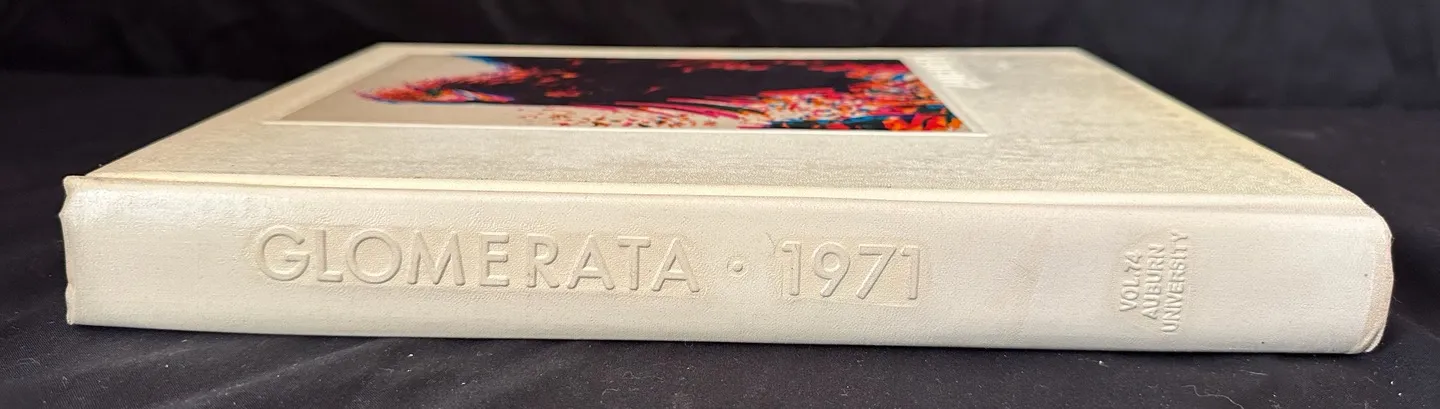 GLOMERATA · 1971
VOL.74
AUBURN
UNIVERSITY